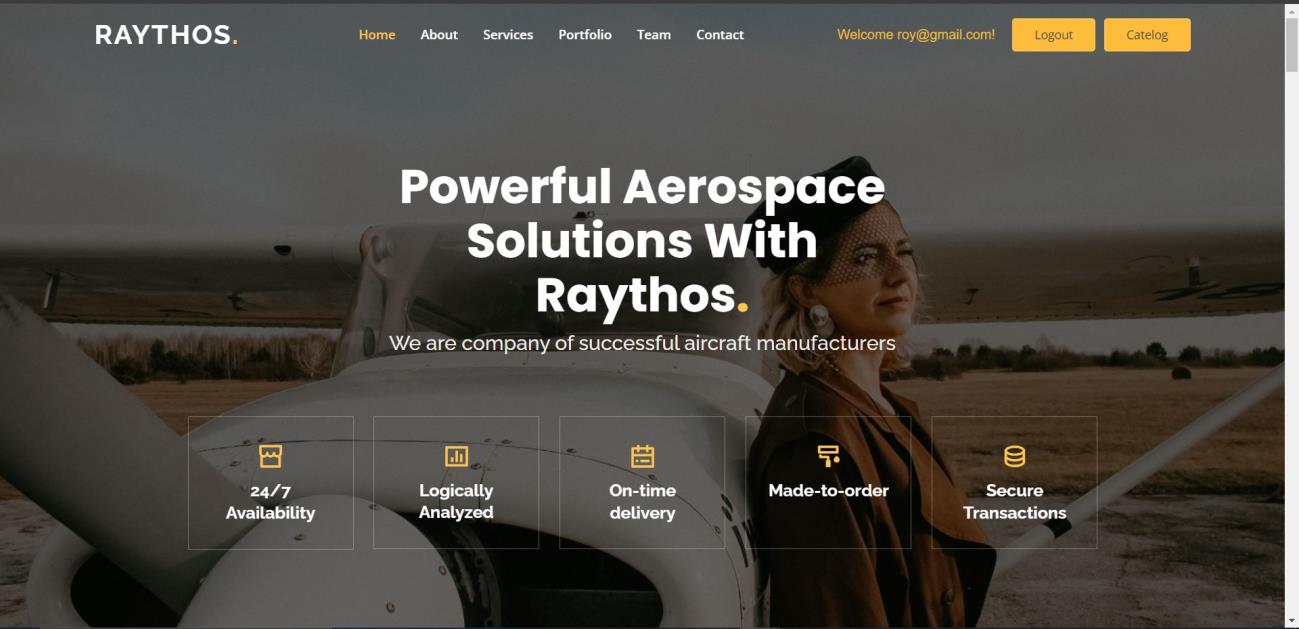 RAYTHOS.
Home About Services Portfolio Team Contact
Welcome roy@gmail.com!
Logout
Catelog
Powerful Aerospace
Solutions With
Raythos.
We are company of successful aircraft manufacturers
24/7
Availability
Logically
Analyzed
On-time
delivery
Made-to-order
Secure
Transactions